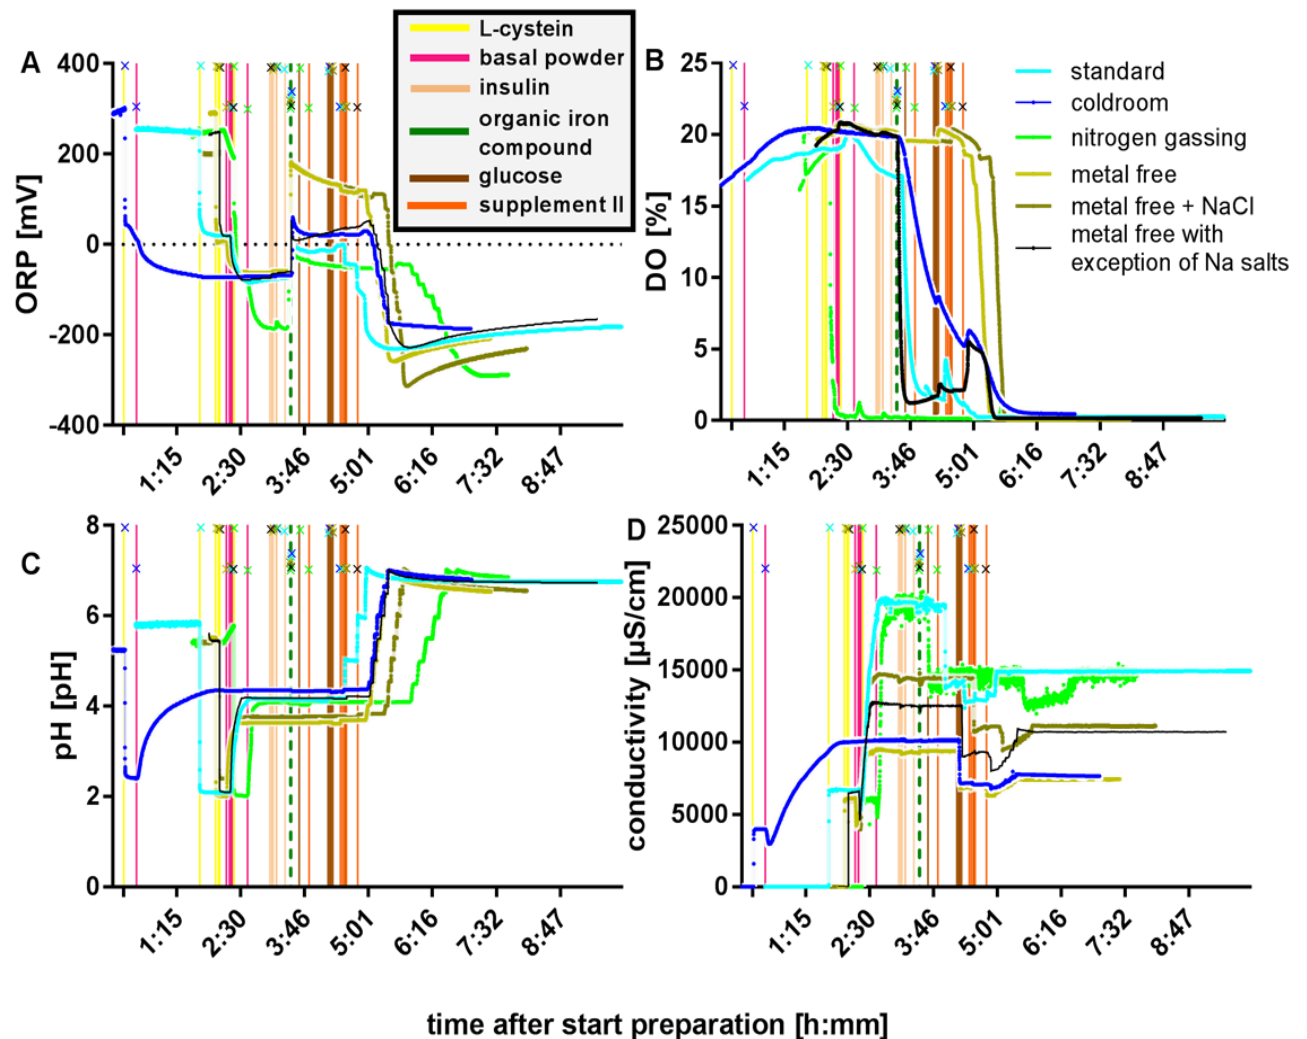 A
ORP [mV]
400
200
0
-200
-400
1:15
2:30
3:46
5:01
6:16
7:32
8:47
L-cystein
basal powder
insulin
organic iron
compound
glucose
supplement II
B
DO [%]
25
20
15
10
5
0
1:15
2:30
3:46
5:01
6:16
7:32
8:47
standard
coldroom
nitrogen gassing
metal free
metal free + NaCl
metal free with
exception of Na salts
C
pH [pH]
8
6
4
2
0
1:15
2:30
3:46
5:01
6:16
7:32
8:47
D
conductivity [µS/cm]
25000
20000
15000
10000
5000
0
1:15
2:30
3:46
5:01
6:16
7:32
8:47
time after start preparation [h:mm]